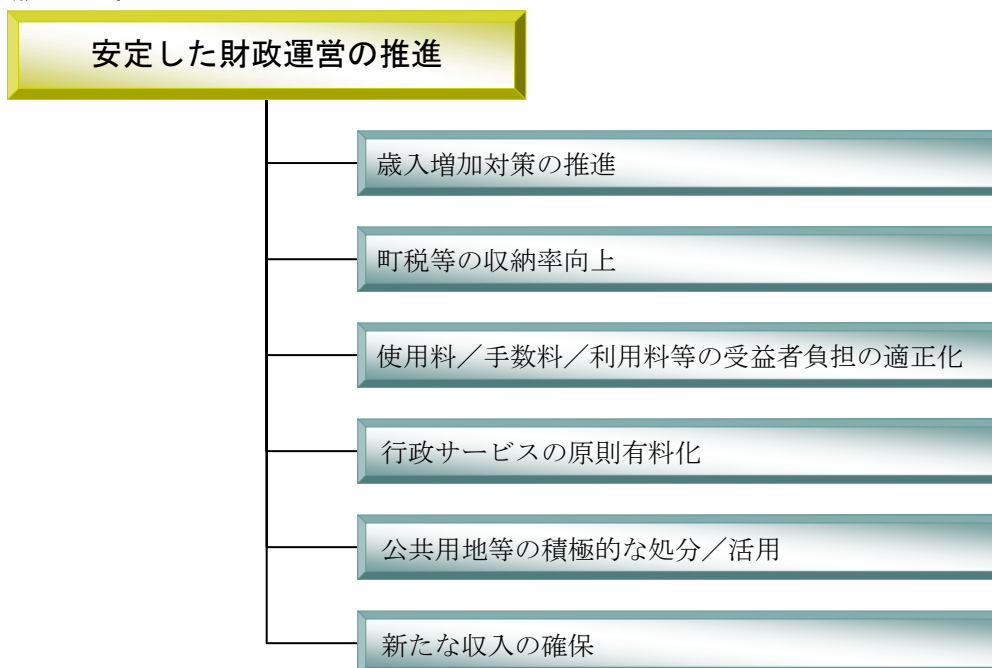 安定した財政運営の推進
歳入増加対策の推進
町税等の収納率向上
使用料／手数料／利用料等の受益者負担の適正化
行政サービスの原則有料化
公共用地等の積極的な処分／活用
新たな収入の確保